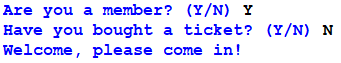 Are you a member? (Y/N) Y
Have you bought a ticket? (Y/N) N
Welcome, please come in!